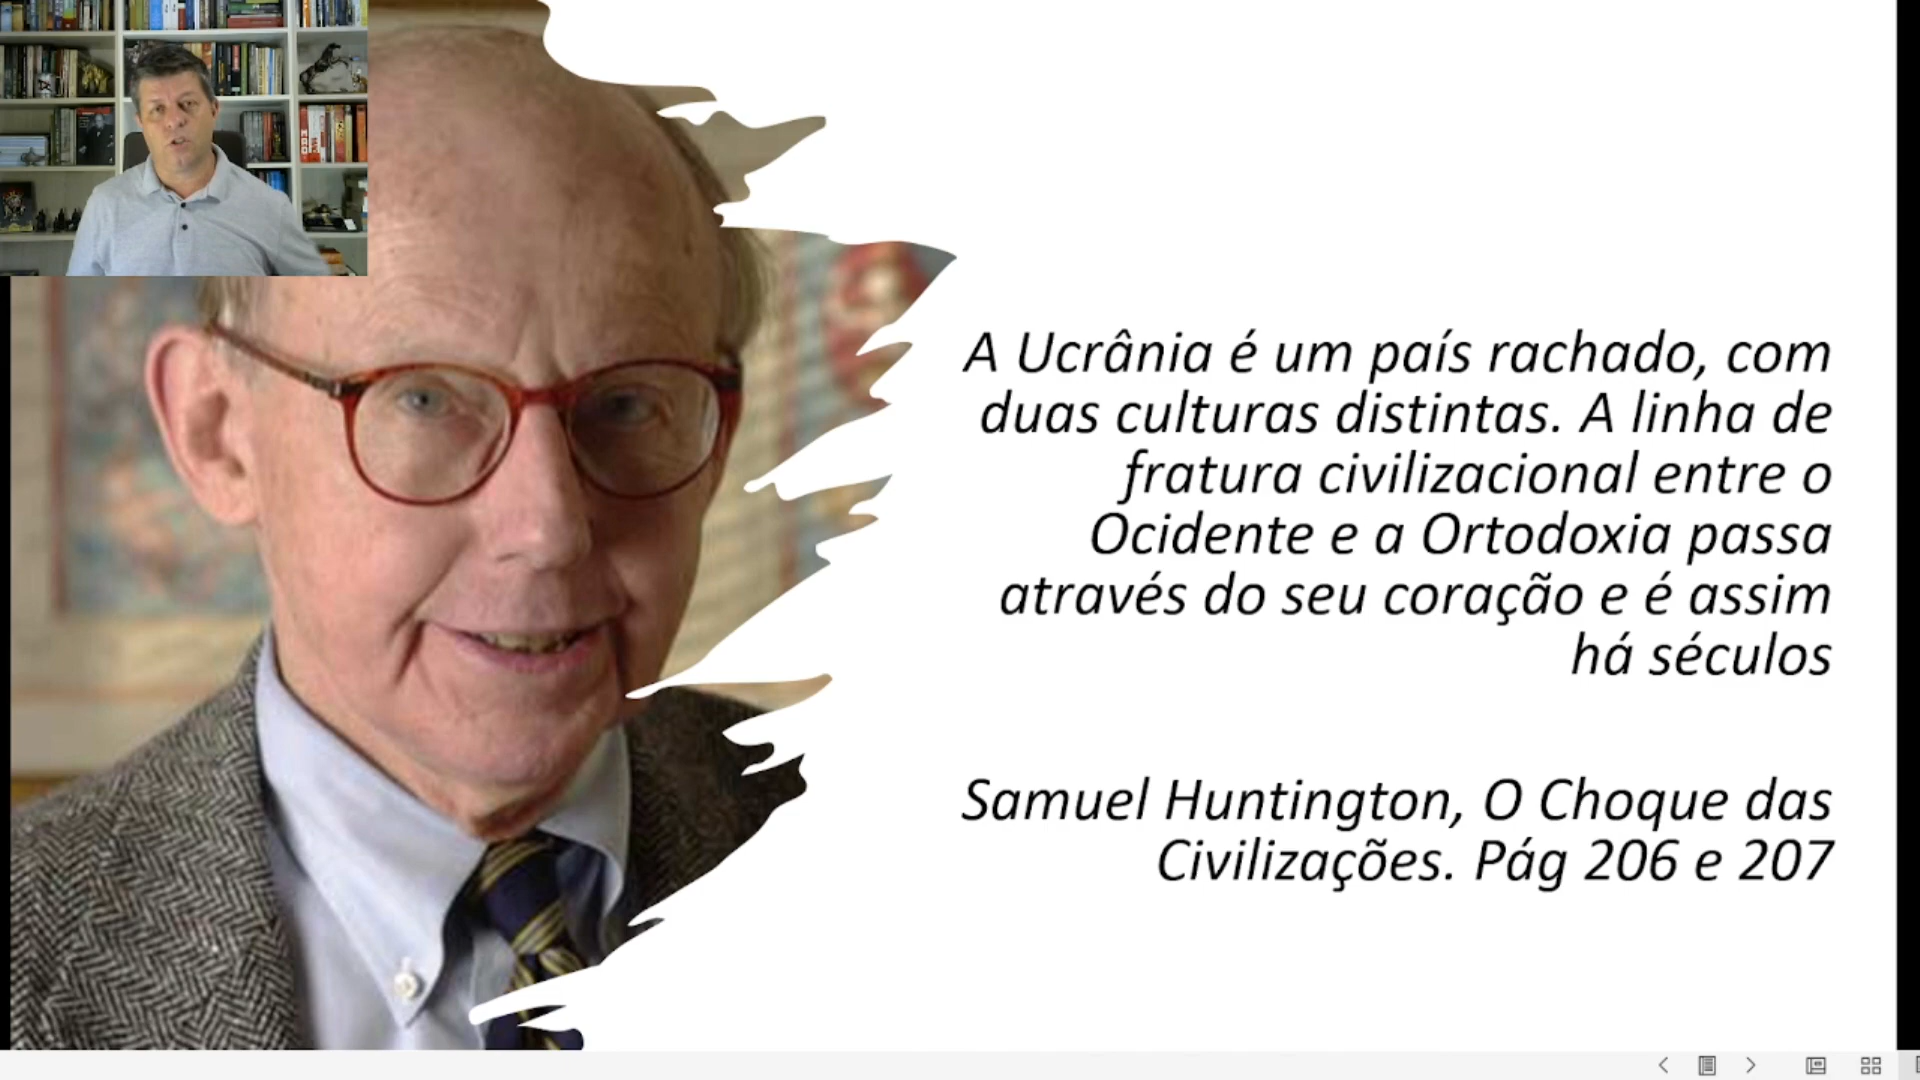 A Ucrânia é um país rachado, com
duas culturas distintas. A linha de
fratura civilizacional entre o
Ocidente e a Ortodoxia passa
através do seu coração e é assim
há séculos
Samuel Huntington, O Choque das
Civilizações. Pág 206 e 207